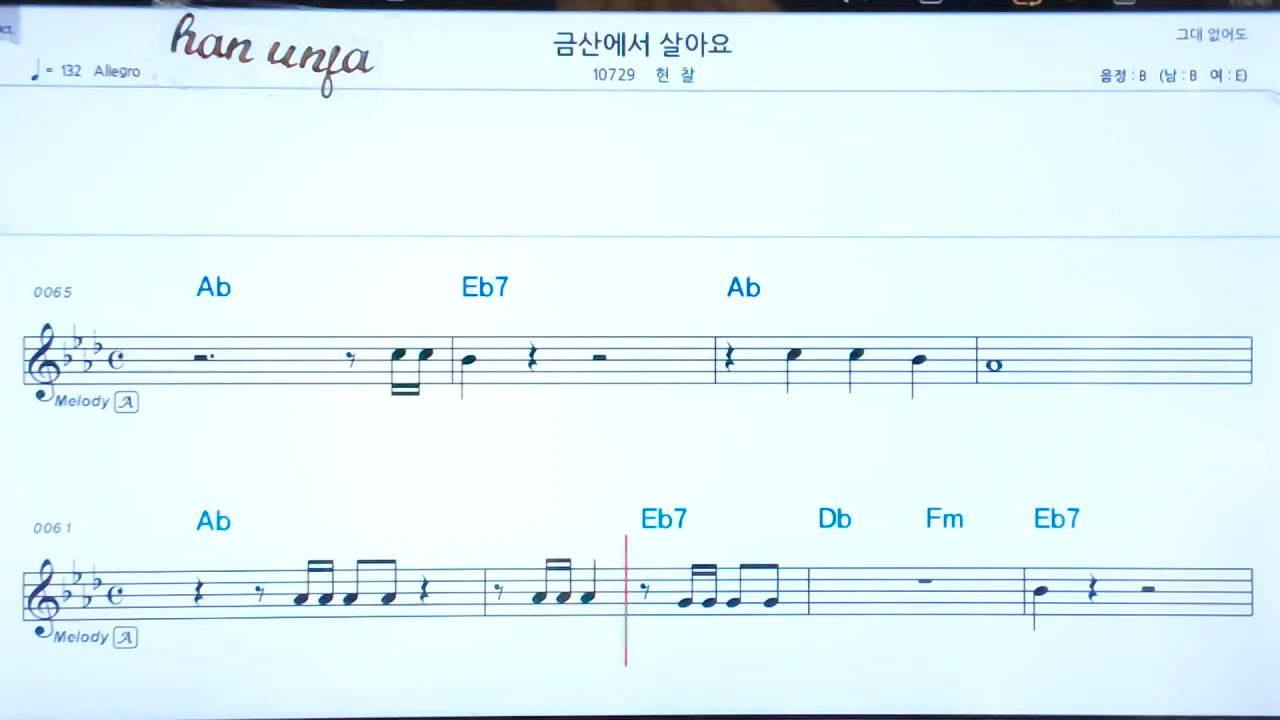 han unfa
금산에서 살아요
그대 없어도
♩= 132 Allegro
10729 현 찰
음정 : B (남 : B 여 : E)
0065
Ab Eb7 Ab
Melody A
0061
Ab Eb7 Db Fm Eb7
Melody A